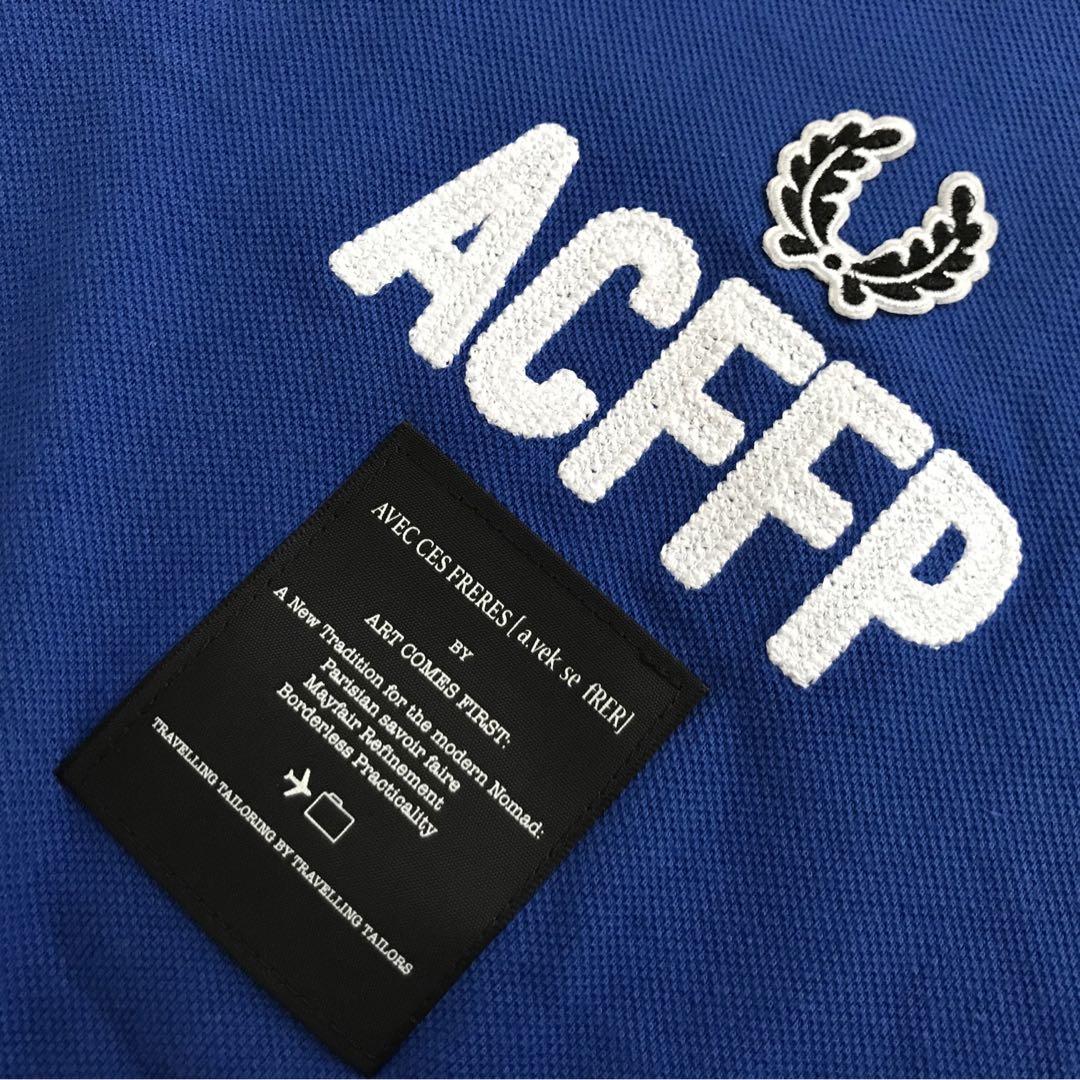 ACFFP
AVEC CES FRERES [a.vek se fRER]
BY
ART COMES FIRST:
A New Tradition for the modern Nomad:
Parisian savoir faire
Mayfair Refinement
Borderless Practicality
TRAVELLING TAILORING BY TRAVELLING TAILORS